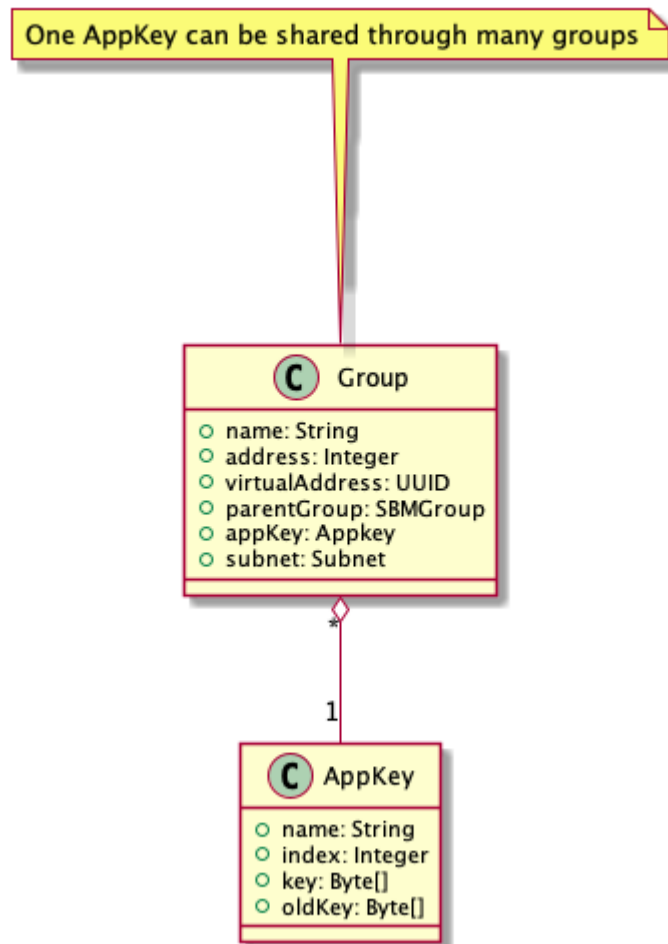 One AppKey can be shared through many groups
C Group
name: String
address: Integer
virtualAddress: UUID
parentGroup: SBMGroup
appKey: Appkey
subnet: Subnet
*
1
C AppKey
name: String
index: Integer
key: Byte[]
oldKey: Byte[]